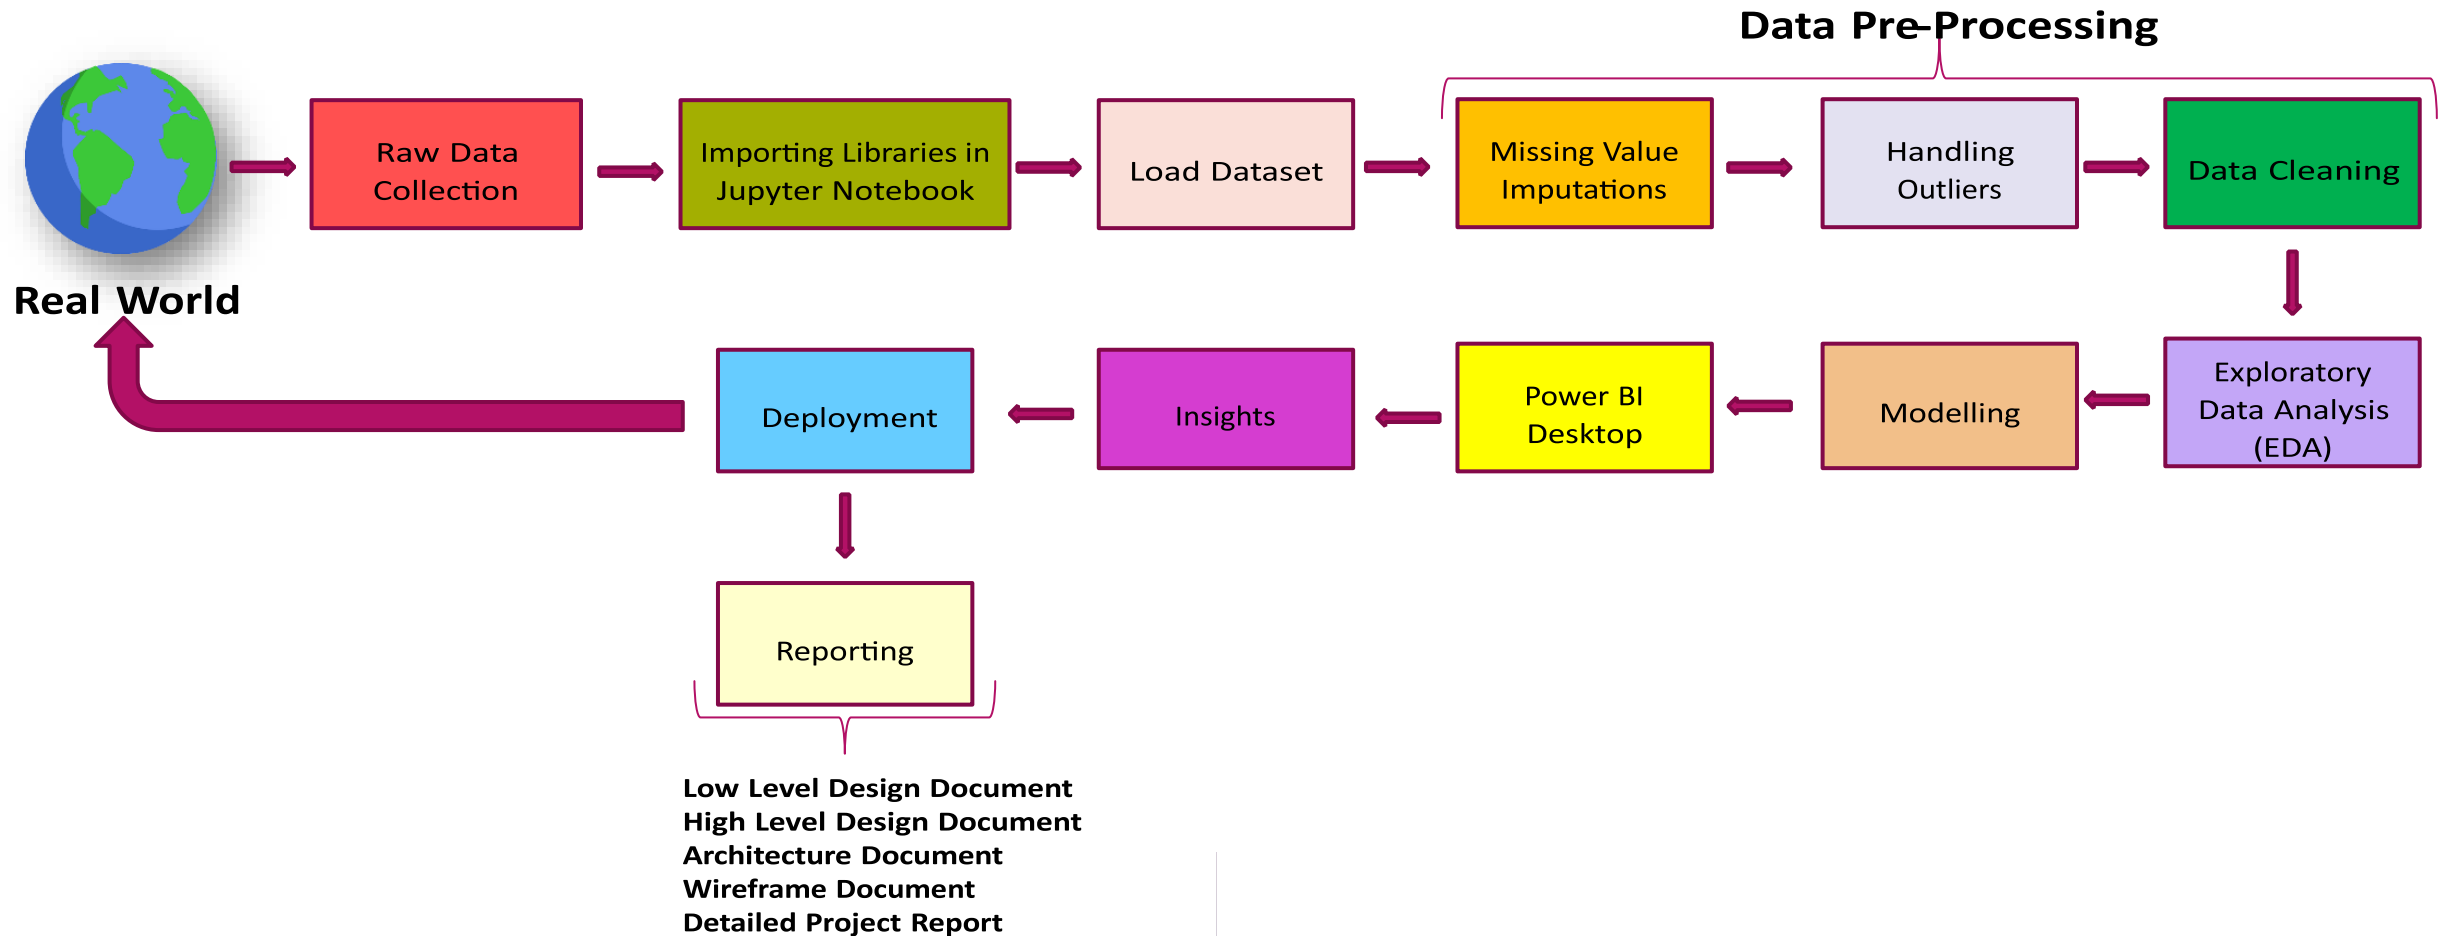 Data Pre-Processing
Raw Data
Collection
Importing Libraries in
Jupyter Notebook
Load Dataset
Missing Value
Imputations
Handling
Outliers
Data Cleaning
Real World
Deployment
Insights
Power BI
Desktop
Modelling
Exploratory
Data Analysis
(EDA)
Reporting
Low Level Design Document
High Level Design Document
Architecture Document
Wireframe Document
Detailed Project Report